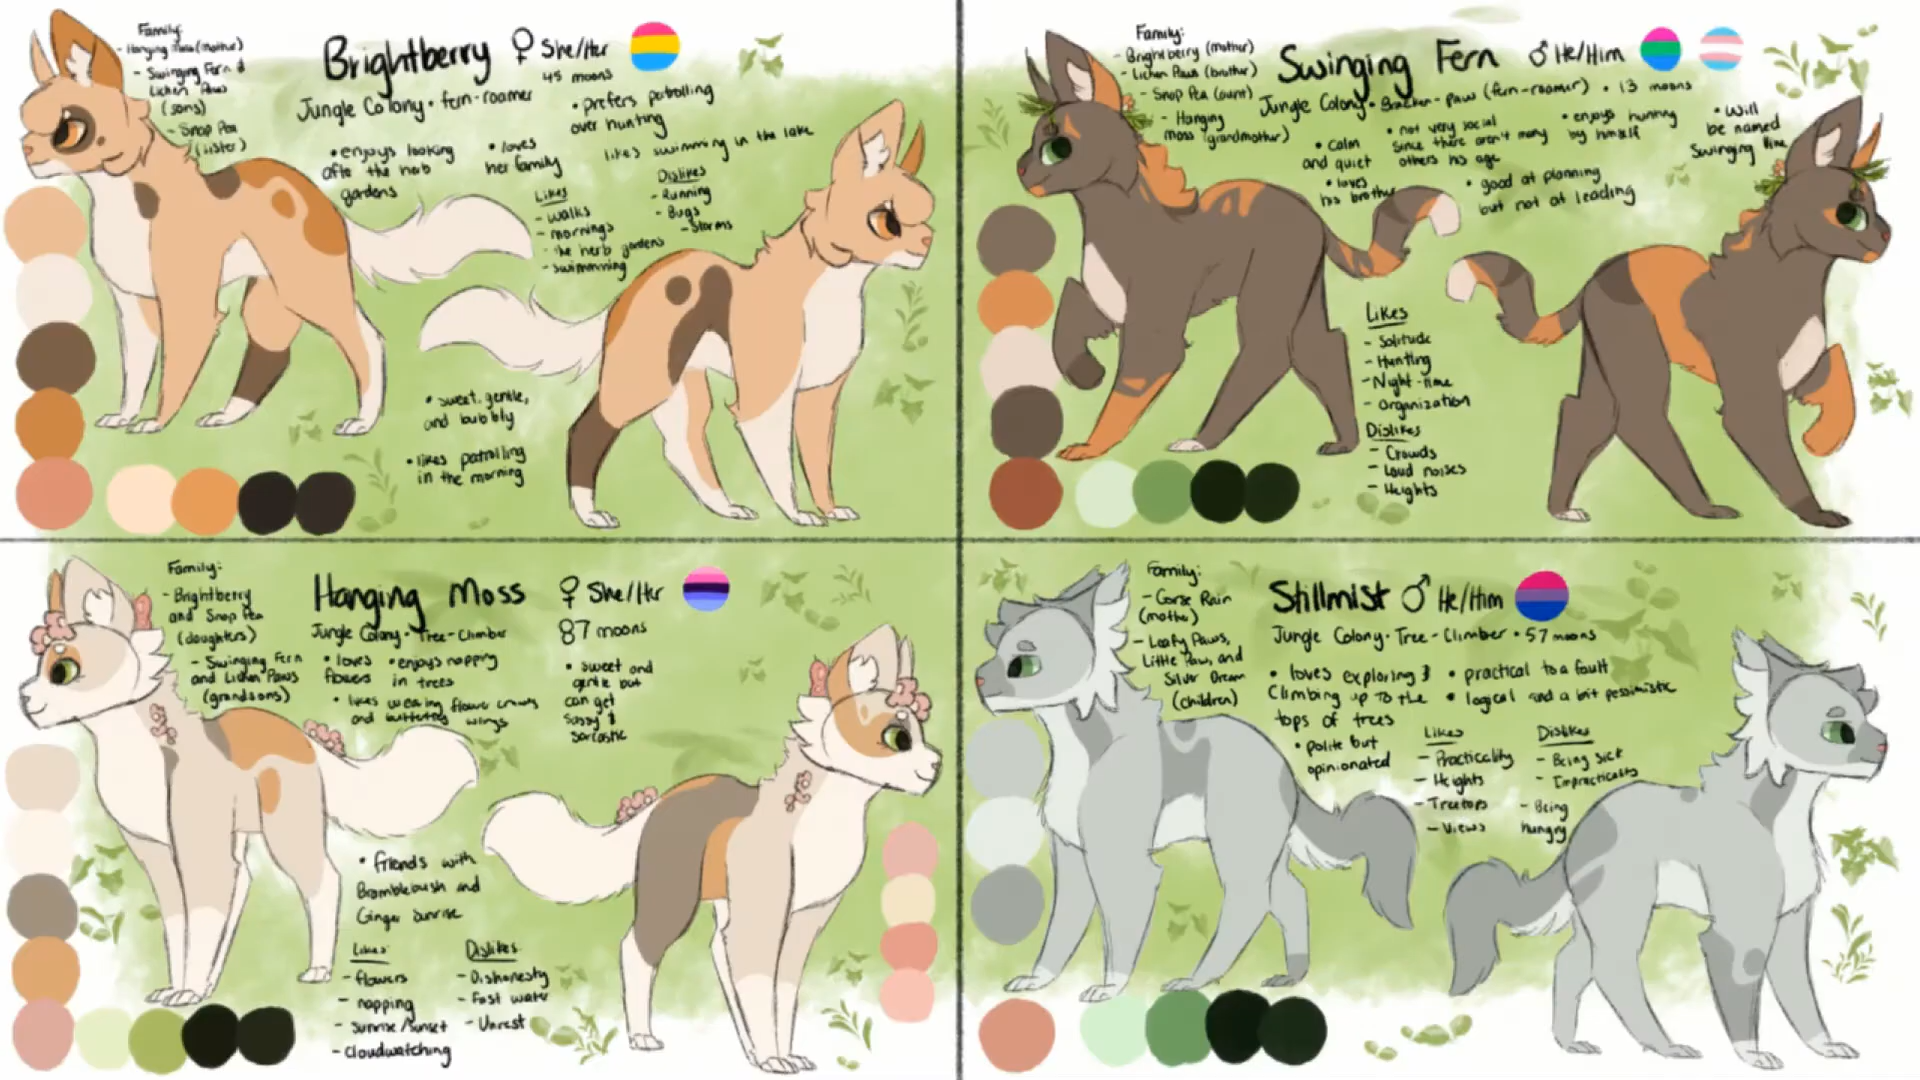 Family:
- Hanging Moss (mother)
- Swinging Fern &
Lichen Paws
(sons)
- Snap Pea
(sister)
Brightberry ♀ She/Her
45 moons
Jungle Colony • fern-roamer
• prefers patrolling
over hunting
• enjoys looking
after the herb
gardens
• loves
her family
likes swimming in the lake
Likes
- walks
- mornings
- the herb gardens
- swimmming
Dislikes
- Running
- Bugs
- Storms
• sweet, gentle,
and bubbly
• likes patrolling
in the morning
Family:
- Brightberry (mother)
- Lichen Paws (brother)
- Snap Pea (aunt)
- Hanging
moss (grandmother)
Swinging Fern ♂ He/Him
Jungle Colony • Bracken-paw (fern-roamer) • 13 moons
• calm
and quiet
• loves
his brother
• not very social
since there aren't many
others his age
• enjoys hunting
by himself
• Will
be named
Swinging Vine
• good at planning
but not at leading
Likes
- Solitude
- Hunting
- Night-time
- organization
Dislikes
- Crowds
- Loud noises
- Heights
Family:
- Brightberry
and Snap Pea
(daughters)
- Swinging Fern
and Lichen Paws
(grandsons)
Hanging Moss ♀ She/Her
Jungle Colony • Tree-Climber
87 moons
• loves
flowers
• enjoys napping
in trees
• likes wearing flower crowns
and butterfly wings
• sweet and
gentle but
can get
sassy &
sarcastic
• friends with
Bramblebush and
Ginger Sunrise
Likes
- flowers
- napping
- sunrise/sunset
- cloudwatching
Dislikes
- Dishonesty
- Fast water
- Unrest
Family:
- Gorse Rain
(mother)
- Leafy Paws,
Little Paw, and
Silver Dream
(children)
Stillmist ♂ He/Him
Jungle Colony • Tree-Climber • 57 moons
• loves exploring &
Climbing up to the
tops of trees
• practical to a fault
• logical and a bit pessimistic
• polite but
opinionated
Likes
- Practicality
- Heights
- Treetops
- Views
Dislikes
- Being Sick
- Impracticality
- Being
hungry